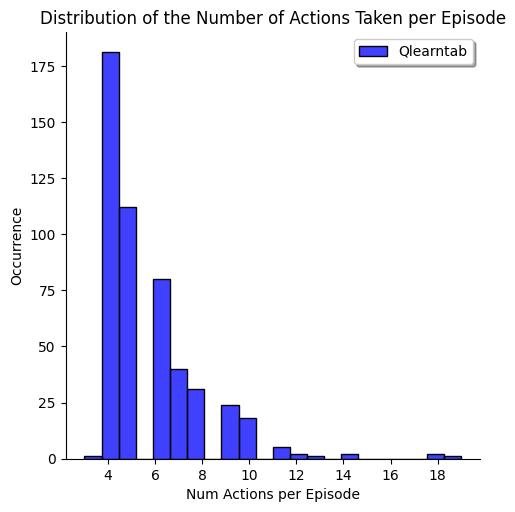 Distribution of the Number of Actions Taken per Episode
Qlearntab
175
150
125
100
75
50
25
0
Occurrence
4 6 8 10 12 14 16 18
Num Actions per Episode